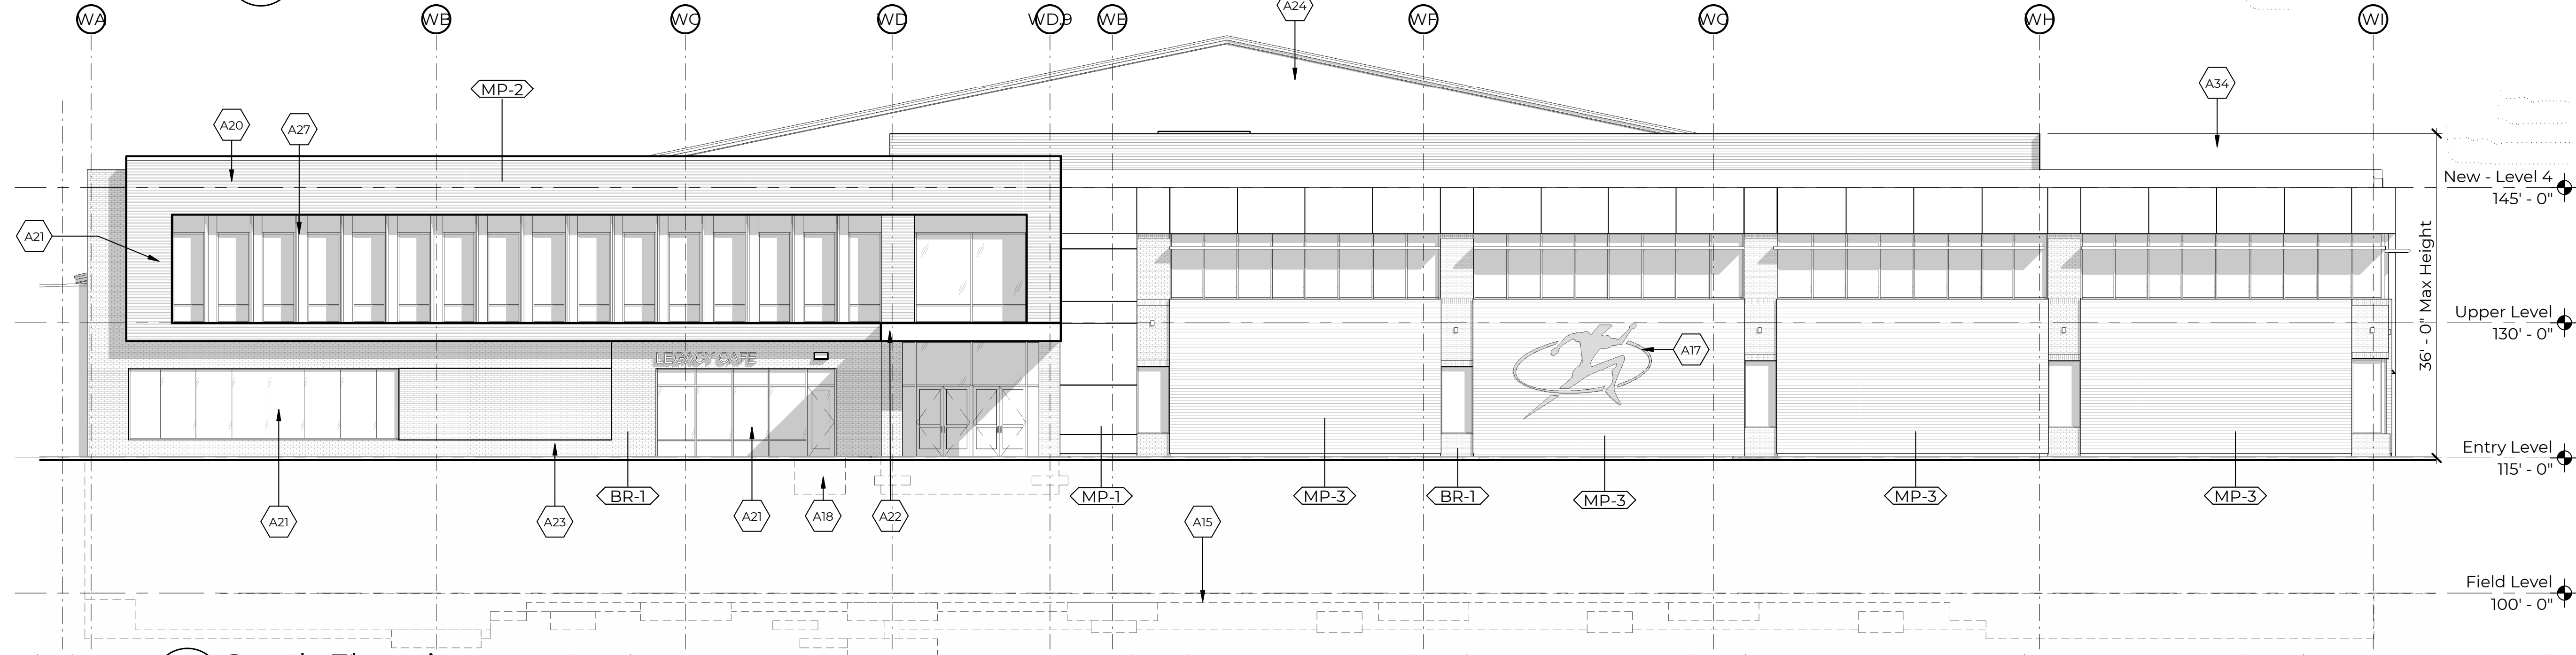 WA WB WC WD WD.9 WE WF WG WH WI
A24
MP-2
A34
A20
A27
New - Level 4
145' - 0"
A21
36' - 0" Max Height
Upper Level
130' - 0"
LEGACY CAFE
A17
Entry Level
115' - 0"
BR-1
MP-1
MP-3
BR-1
MP-3
MP-3
MP-3
A21
A23
A21
A18
A22
A15
Field Level
100' - 0"